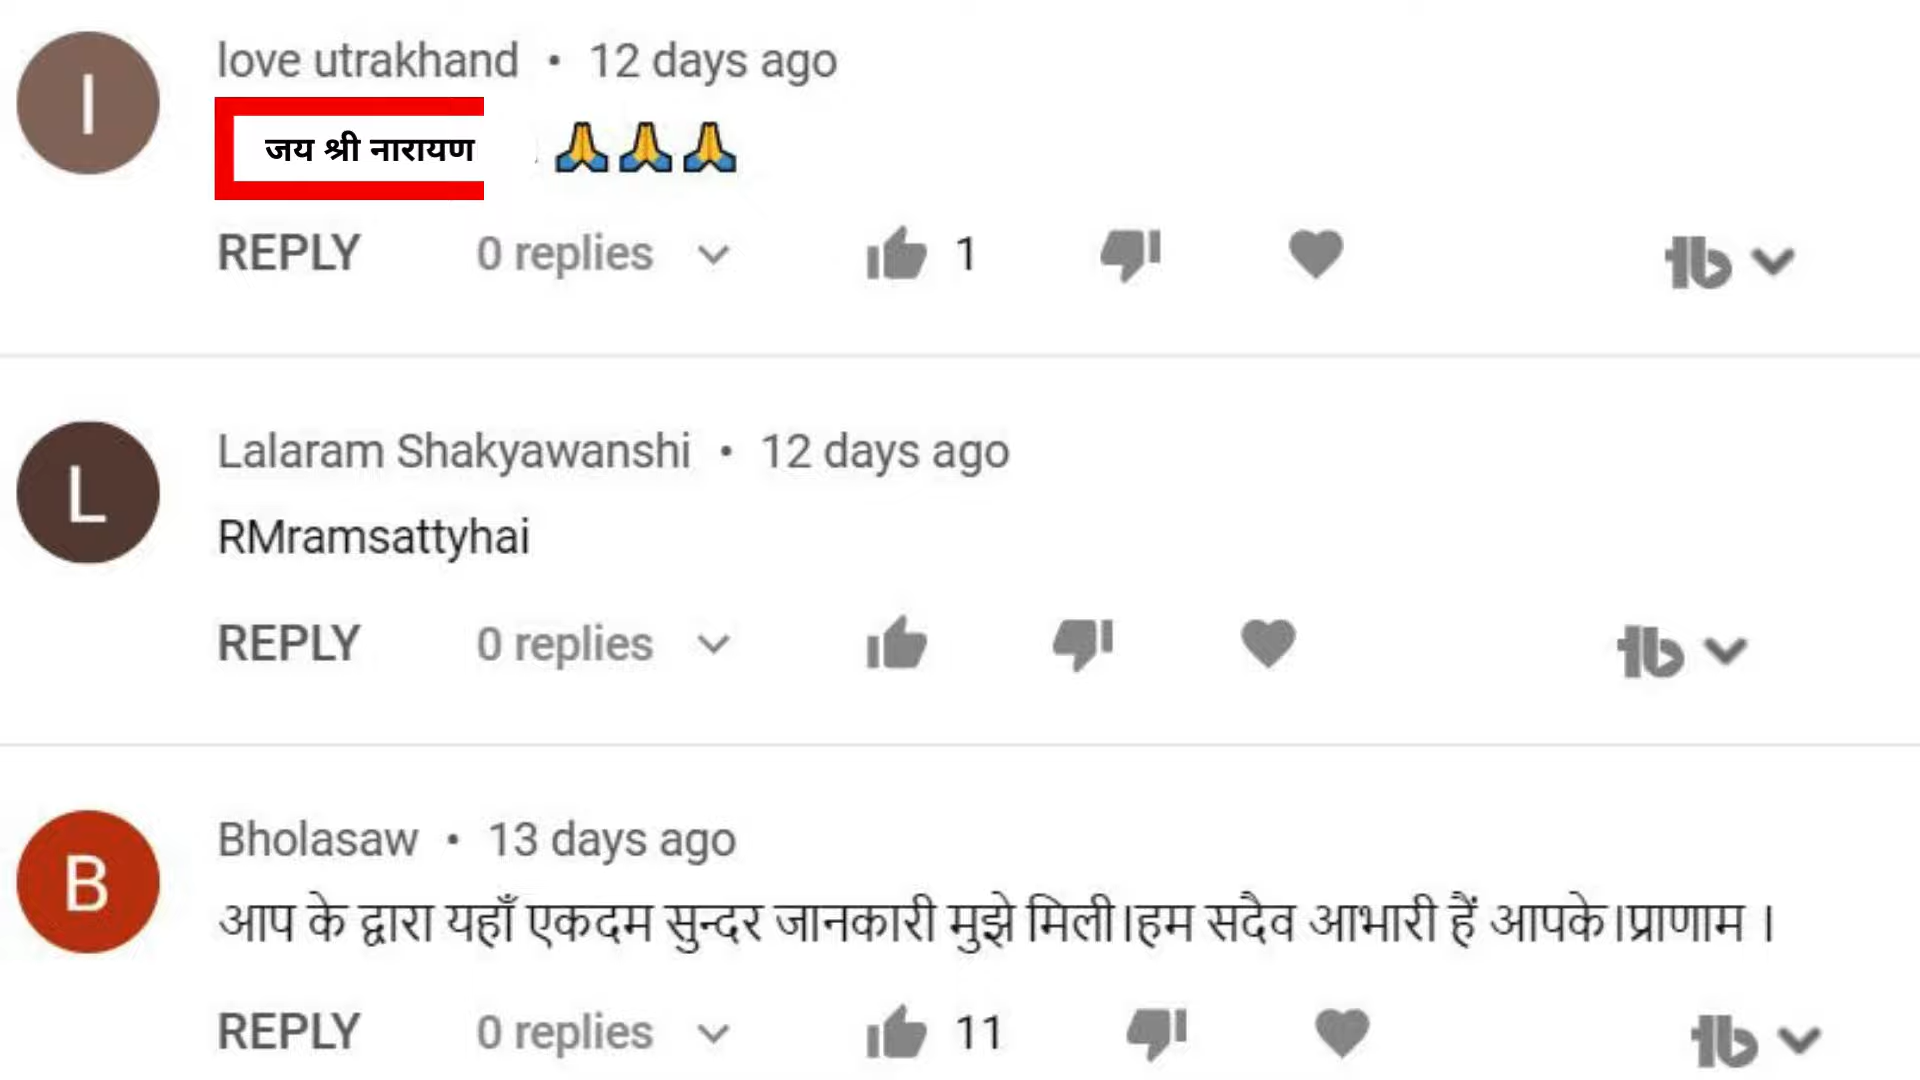 I
love utrakhand • 12 days ago
जय श्री नारायण 🙏🙏🙏
REPLY 0 replies 1
L
Lalaram Shakyawanshi • 12 days ago
RMramsattyhai
REPLY 0 replies
B
Bholasaw • 13 days ago
आप के द्वारा यहाँ एकदम सुन्दर जानकारी मुझे मिली।हम सदैव आभारी हैं आपके।प्राणाम ।
REPLY 0 replies 11